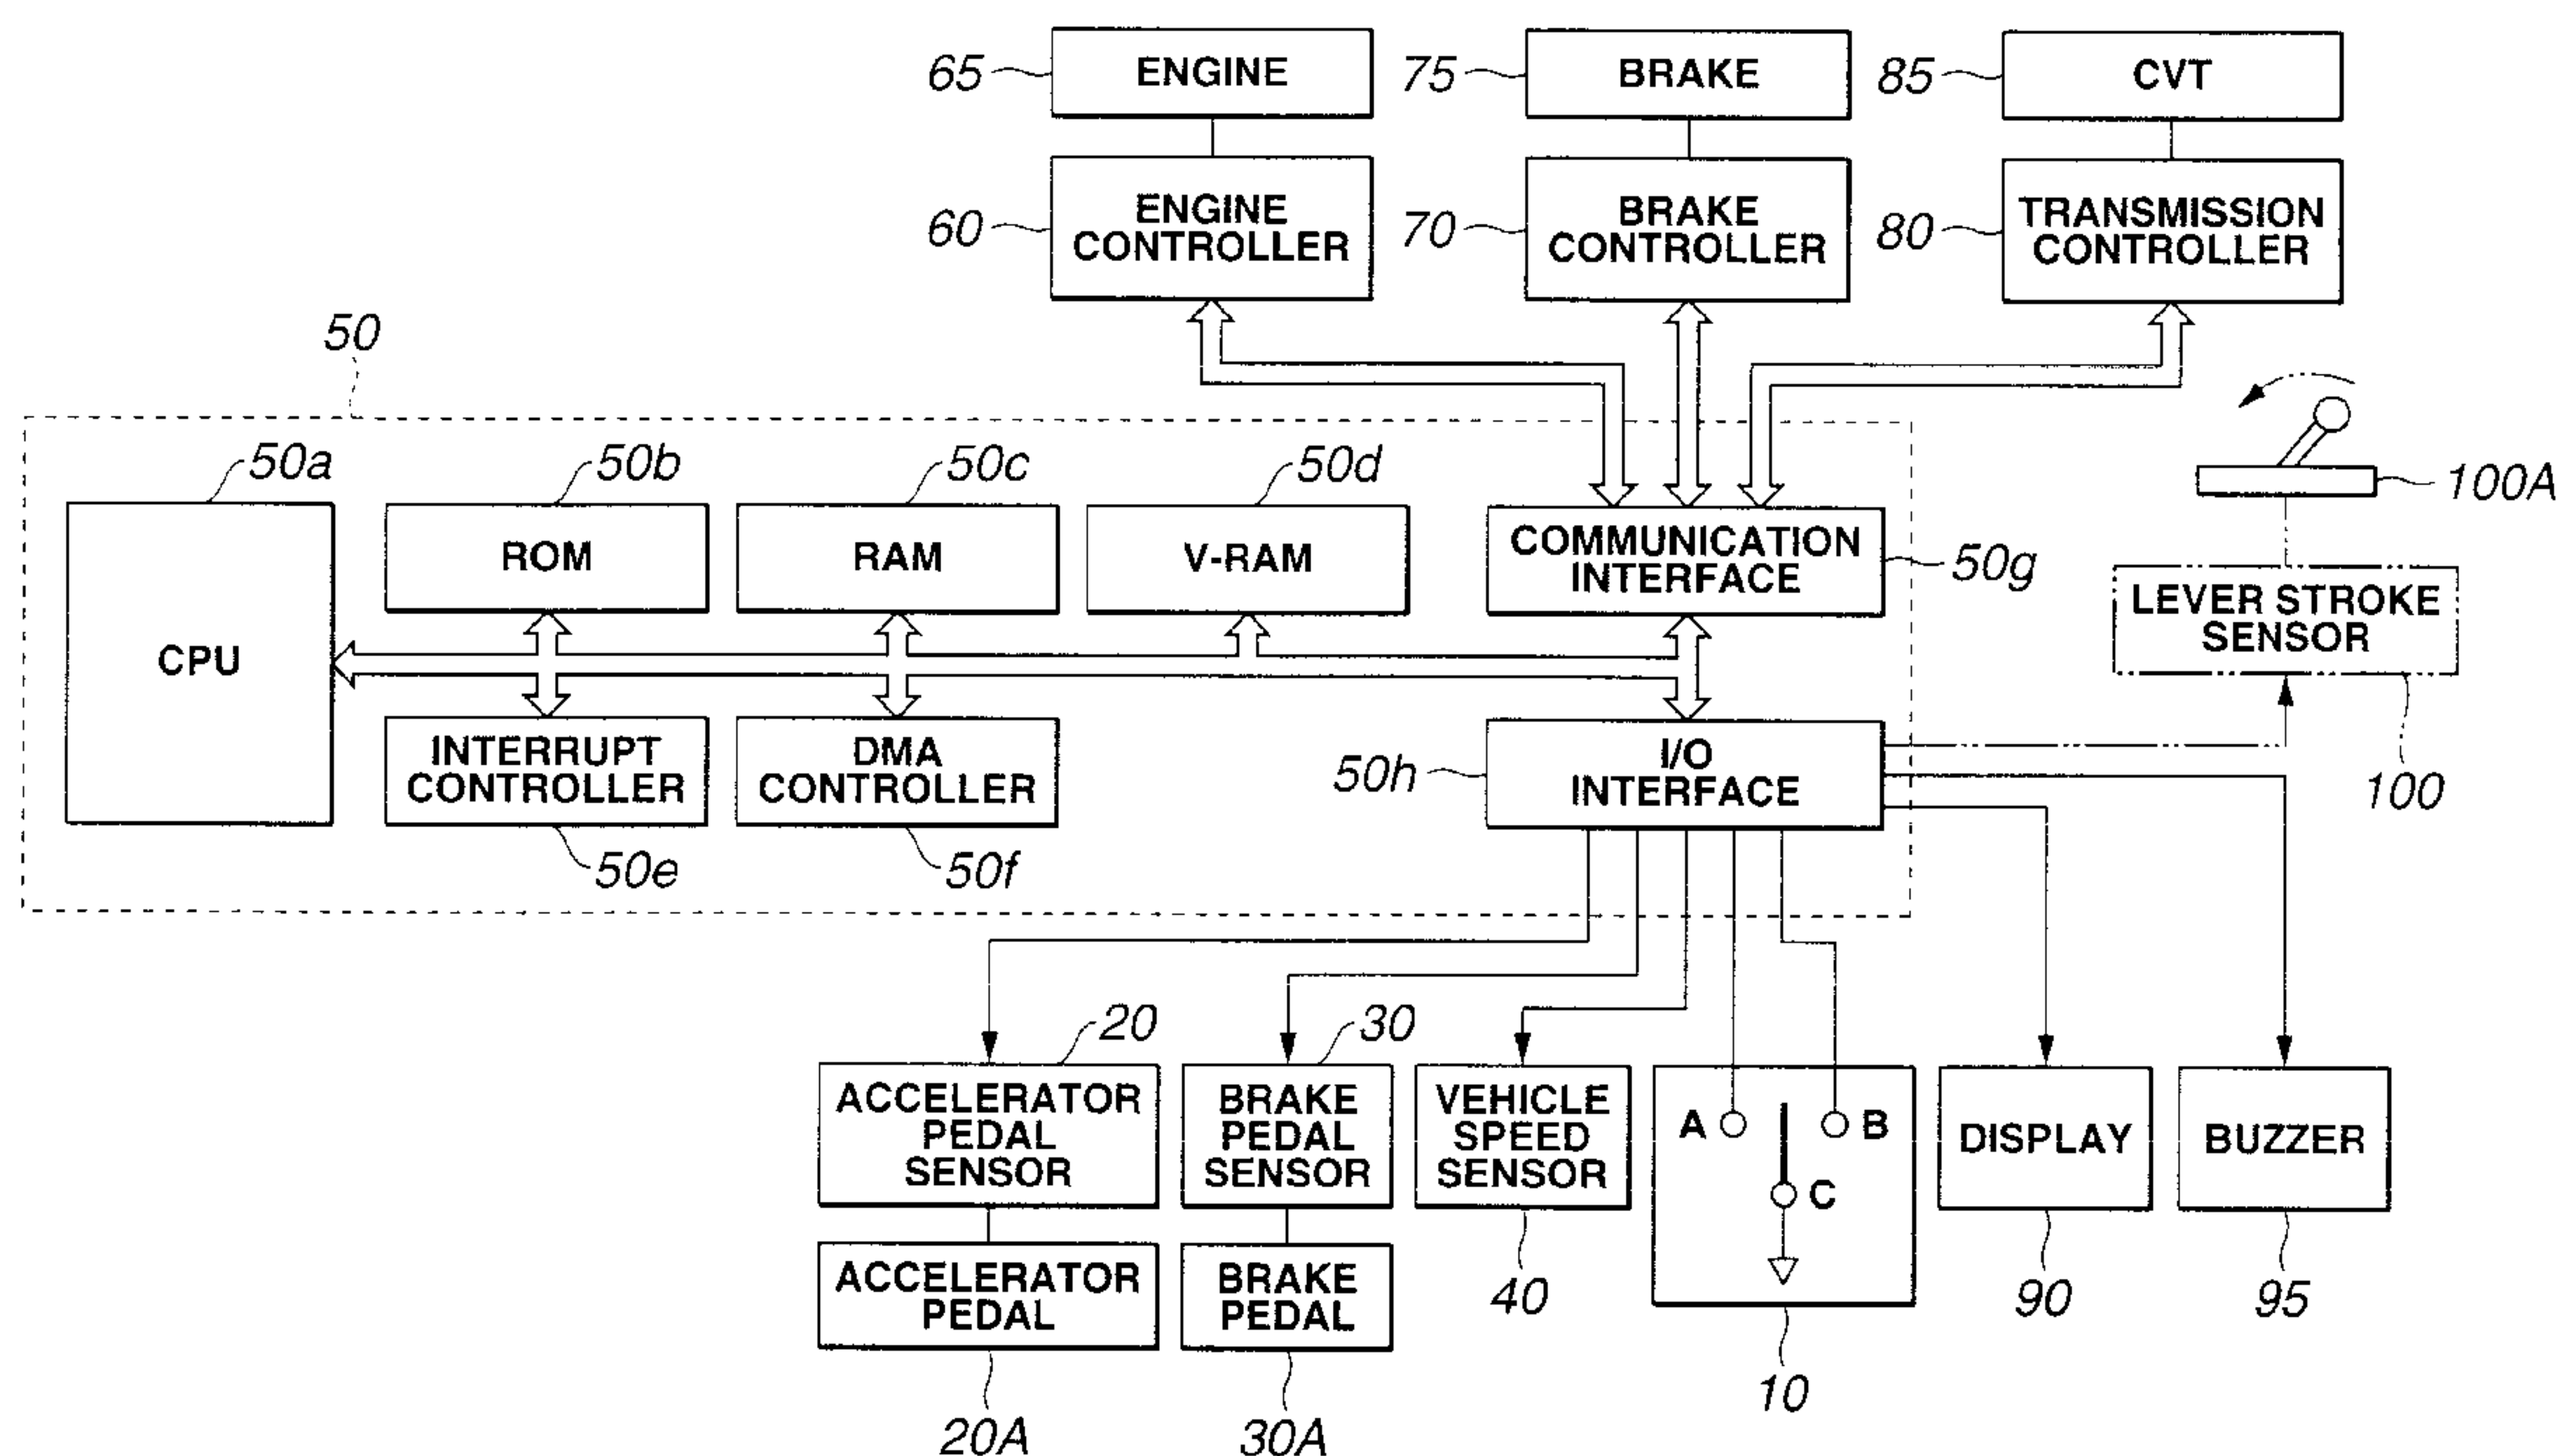 65
ENGINE
75
BRAKE
85
CVT
60
ENGINE
CONTROLLER
70
BRAKE
CONTROLLER
80
TRANSMISSION
CONTROLLER
50
50a
50b
50c
50d
100A
CPU
ROM
RAM
V-RAM
COMMUNICATION
INTERFACE
50g
LEVER STROKE
SENSOR
INTERRUPT
CONTROLLER
DMA
CONTROLLER
50h
I/O
INTERFACE
100
50e
50f
20
30
ACCELERATOR
PEDAL
SENSOR
BRAKE
PEDAL
SENSOR
VEHICLE
SPEED
SENSOR
A
B
C
DISPLAY
BUZZER
ACCELERATOR
PEDAL
BRAKE
PEDAL
40
90
95
10
20A
30A